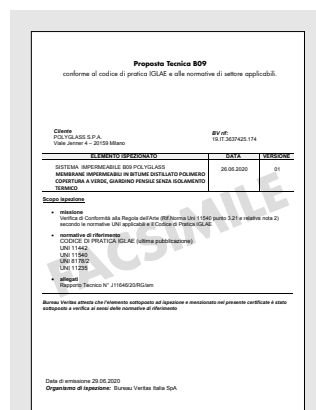 Proposta Tecnica B09
conforme al codice di pratica IGLAE e alle normative di settore applicabili.
Cliente
POLYGLASS S.P.A.
Viale Jenner 4 – 20159 Milano
BV rif:
19.IT.3637425.174
ELEMENTO ISPEZIONATO DATA VERSIONE
SISTEMA IMPERMEABILE B09 POLYGLASS 26.06.2020 01
MEMBRANE IMPERMEABILI IN BITUME DISTILLATO POLIMERO
COPERTURA A VERDE, GIARDINO PENSILE SENZA ISOLAMENTO
TERMICO
Scopo ispezione
• missione
Verifica di Conformità alla Regola dell'Arte (Rif Norma Uni 11540 punto 3.21 e relativa nota 2)
secondo le normative UNI applicabili e il Codice di Pratica IGLAE
• normative di riferimento
CODICE DI PRATICA IGLAE (ultima pubblicazione)
UNI 11442
UNI 11540
UNI 8178/2
UNI 11235
• allegati
Rapporto Tecnico N° J11646/20/RG/am
FACSIMILE
Bureau Veritas attesta che l'elemento sottoposto ad ispezione e menzionato nel presente certificate è stato
sottoposto a verifica ai sensi delle normative di riferimento
Data di emissione 29.06.2020
Organismo di ispezione: Bureau Veritas Italia SpA